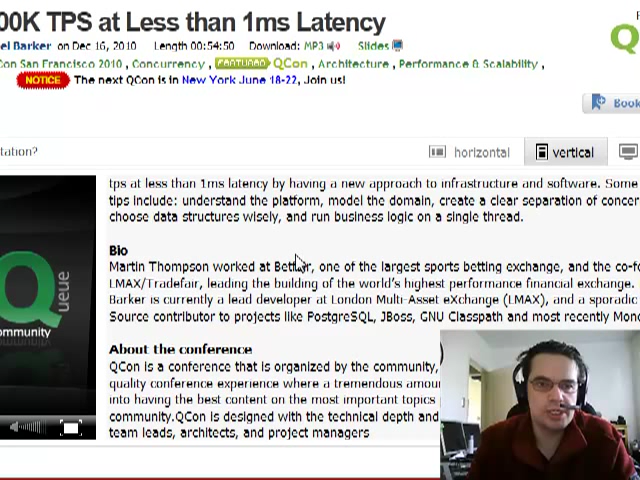 00K TPS at Less than 1ms Latency
el Barker on Dec 16, 2010 Length 00:54:50 Download: MP3 Slides
Con San Francisco 2010 , Concurrency , FEATURED QCon , Architecture , Performance & Scalability ,
NOTICE The next QCon is in New York June 18-22, Join us!
Book
tation? horizontal vertical
tps at less than 1ms latency by having a new approach to infrastructure and software. Some
tips include: understand the platform, model the domain, create a clear separation of concer
choose data structures wisely, and run business logic on a single thread.
Bio
Martin Thompson worked at Betfair, one of the largest sports betting exchange, and the co-fo
LMAX/Tradefair, leading the building of the world's highest performance financial exchange.
Barker is currently a lead developer at London Multi-Asset eXchange (LMAX), and a sporadic
Source contributor to projects like PostgreSQL, JBoss, GNU Classpath and most recently Mon
About the conference
QCon is a conference that is organized by the community,
quality conference experience where a tremendous amou
into having the best content on the most important topics
community.QCon is designed with the technical depth and
team leads, architects, and project managers
Queue
ommunity